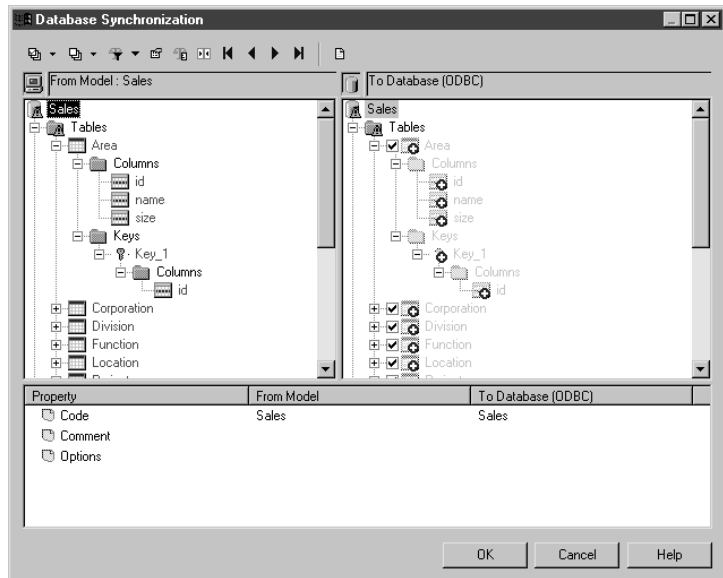 Database Synchronization
From Model : Sales
To Database (ODBC)
Sales
Tables
Area
Columns
id
name
size
Keys
Key_1
Columns
id
Corporation
Division
Function
Location
Sales
Tables
Area
Columns
id
name
size
Keys
Key_1
Columns
id
Corporation
Division
Function
Location
Property From Model To Database (ODBC)
Code Sales Sales
Comment
Options
OK Cancel Help